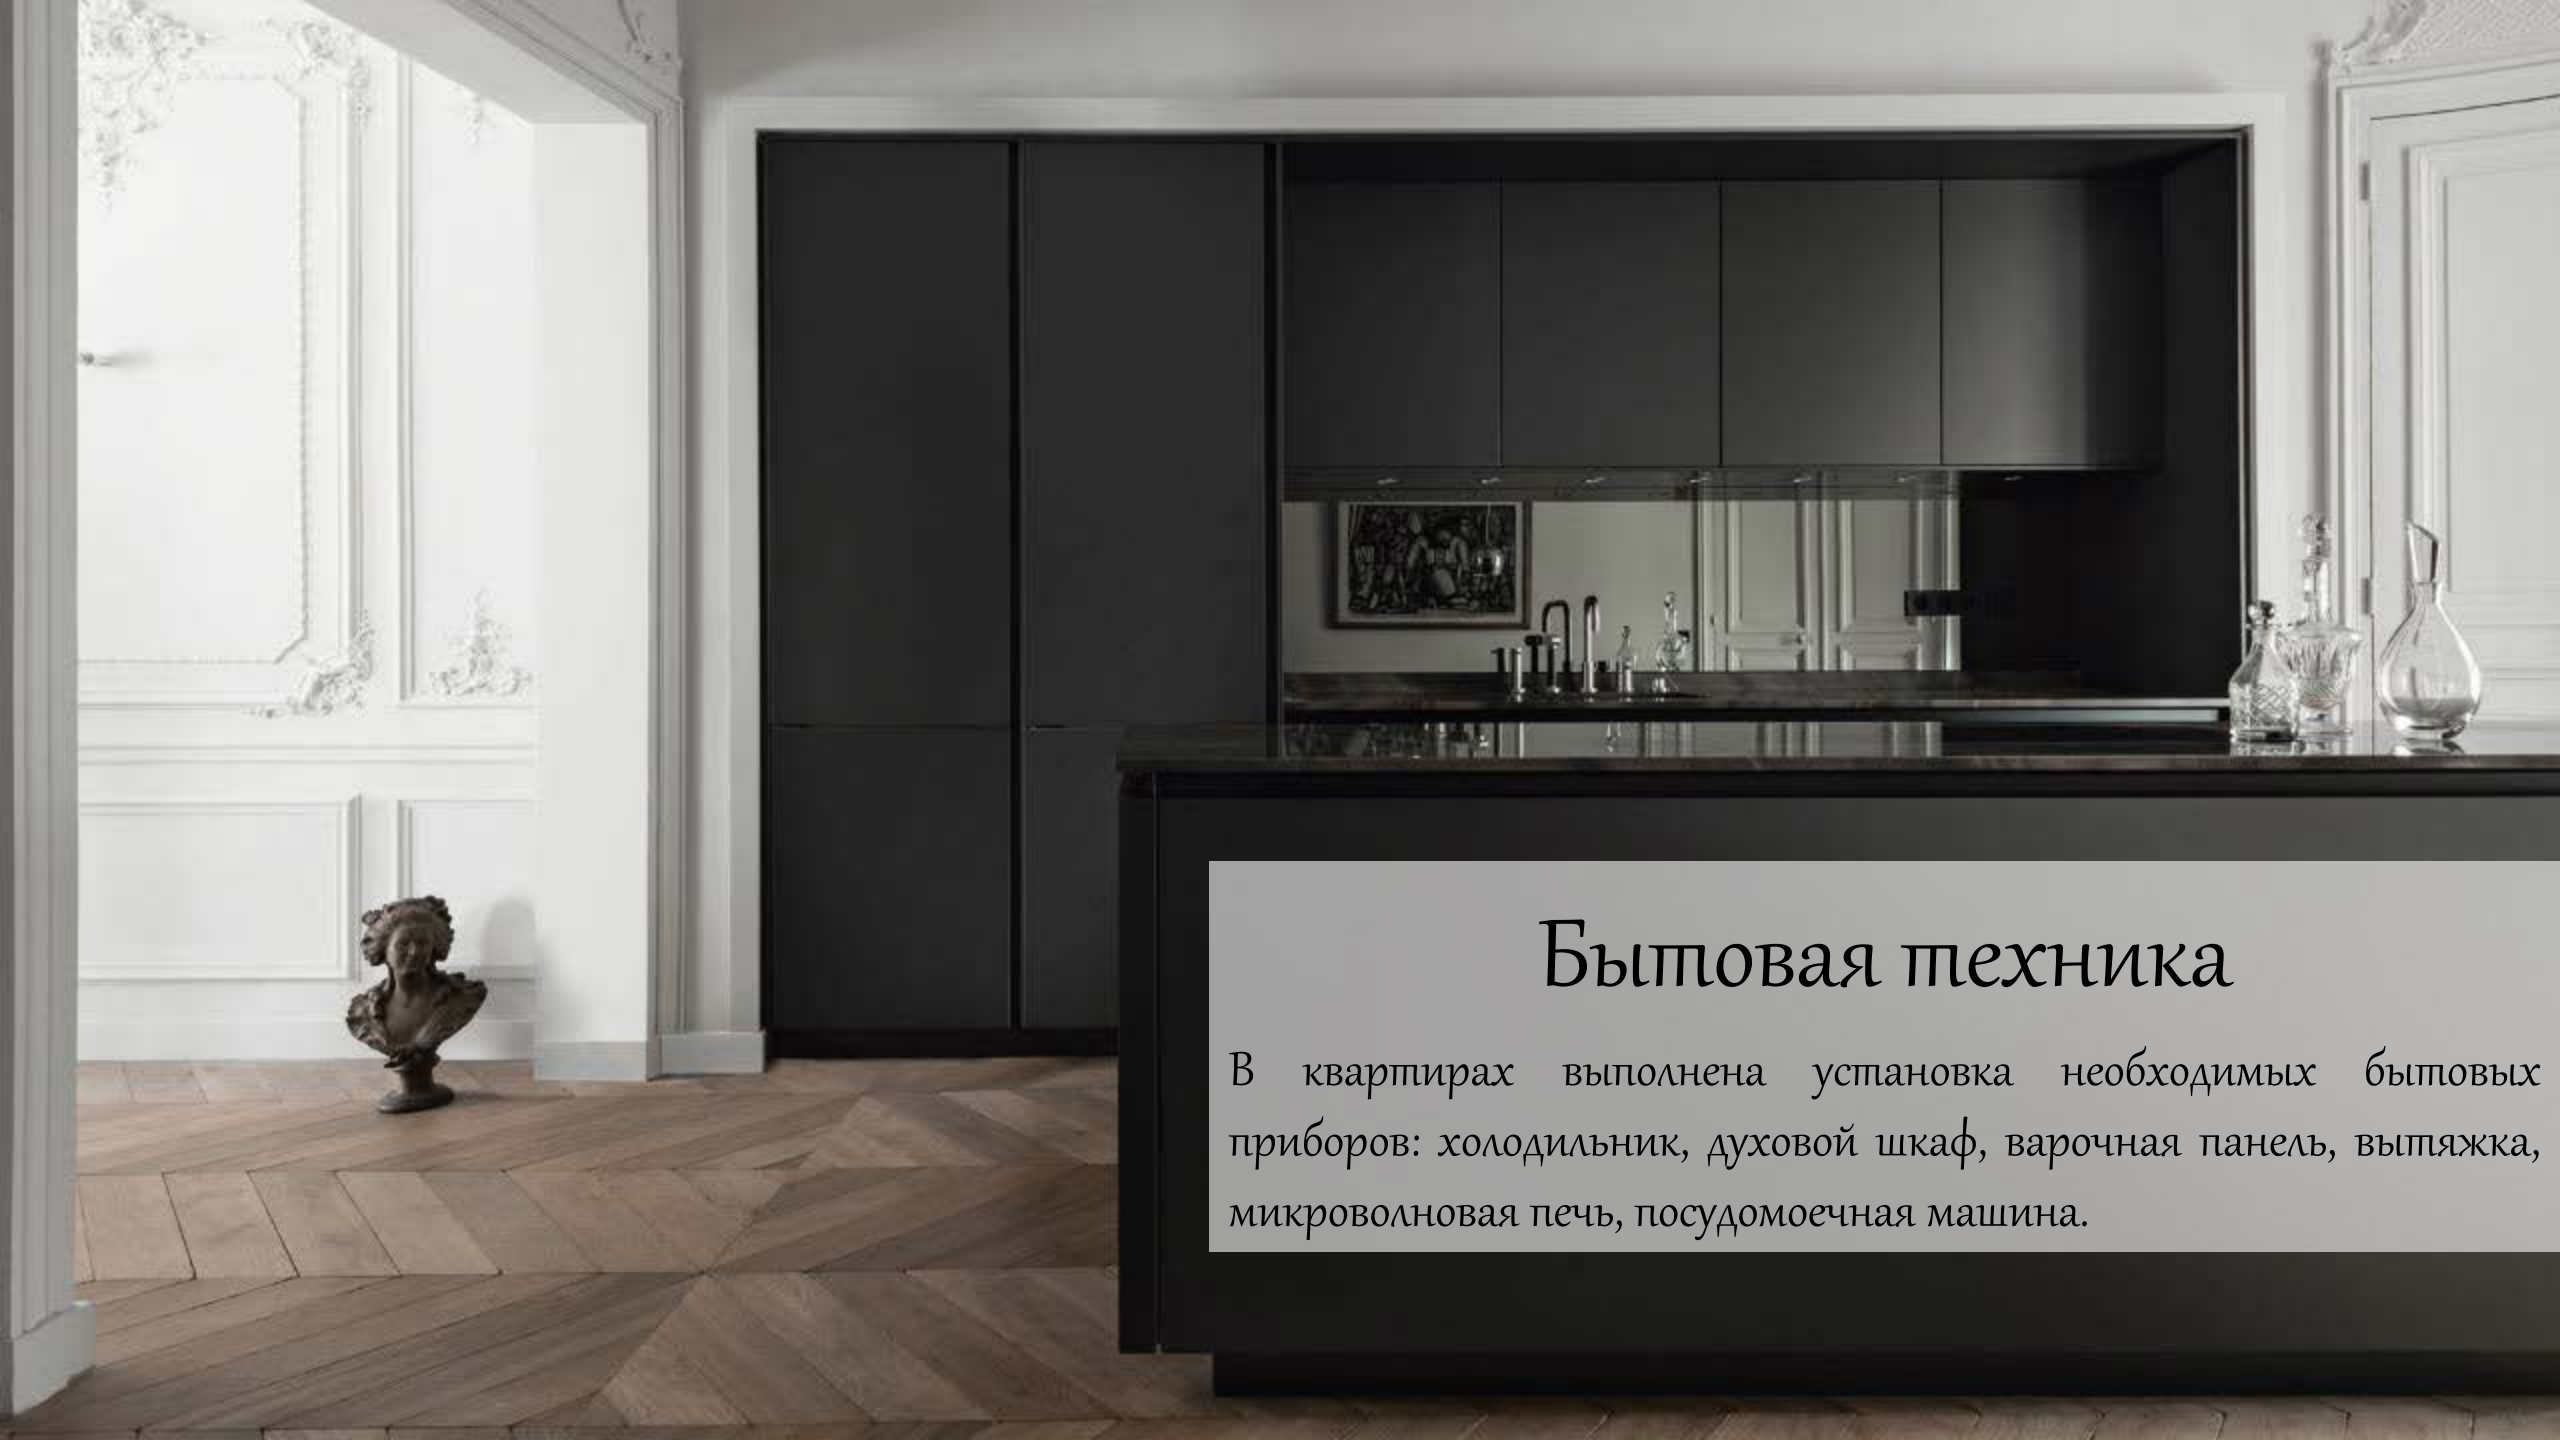 Бытовая техника
В квартирах выполнена установка необходимых бытовых
приборов: холодильник, духовой шкаф, варочная панель, вытяжка,
микроволновая печь, посудомоечная машина.